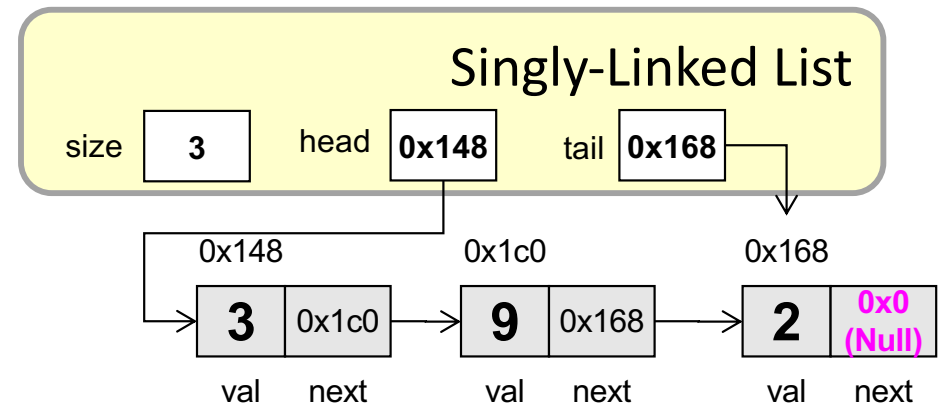 Singly-Linked List
size 3 head 0x148 tail 0x168
0x148 0x1c0 0x168
3 0x1c0 9 0x168 2 0x0
(Null)
val next val next val next